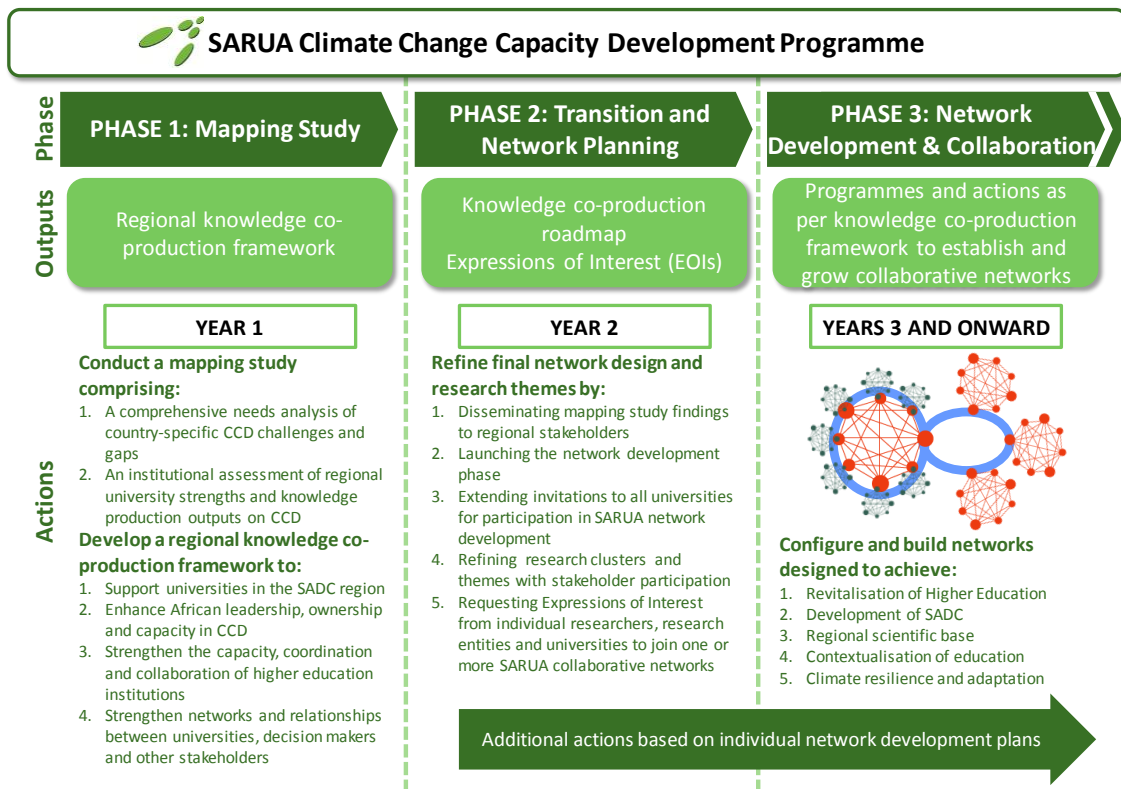 SARUA Climate Change Capacity Development Programme
Phase
PHASE 1: Mapping Study
PHASE 2: Transition and
Network Planning
PHASE 3: Network
Development & Collaboration
Outputs
Regional knowledge co-
production framework
Knowledge co-production
roadmap
Expressions of Interest (EOIs)
Programmes and actions as
per knowledge co-production
framework to establish and
grow collaborative networks
Actions
YEAR 1
Conduct a mapping study
comprising:
1. A comprehensive needs analysis of
country-specific CCD challenges and
gaps
2. An institutional assessment of regional
university strengths and knowledge
production outputs on CCD
Develop a regional knowledge co-
production framework to:
1. Support universities in the SADC region
2. Enhance African leadership, ownership
and capacity in CCD
3. Strengthen the capacity, coordination
and collaboration of higher education
institutions
4. Strengthen networks and relationships
between universities, decision makers
and other stakeholders
YEAR 2
Refine final network design and
research themes by:
1. Disseminating mapping study findings
to regional stakeholders
2. Launching the network development
phase
3. Extending invitations to all universities
for participation in SARUA network
development
4. Refining research clusters and
themes with stakeholder participation
5. Requesting Expressions of Interest
from individual researchers, research
entities and universities to join one or
more SARUA collaborative networks
YEARS 3 AND ONWARD
Configure and build networks
designed to achieve:
1. Revitalisation of Higher Education
2. Development of SADC
3. Regional scientific base
4. Contextualisation of education
5. Climate resilience and adaptation
Additional actions based on individual network development plans